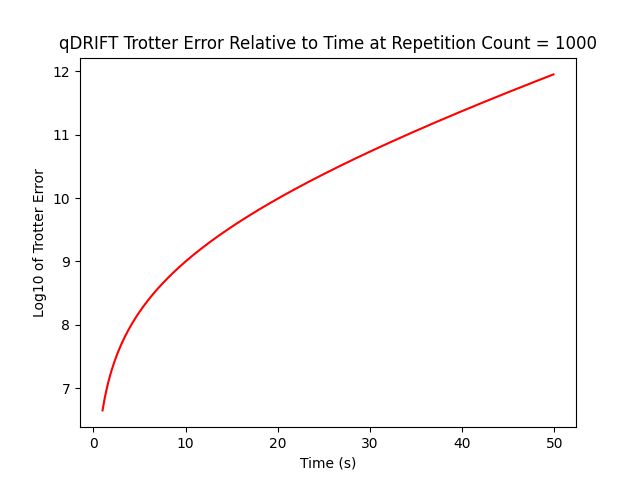 qDRIFT Trotter Error Relative to Time at Repetition Count = 1000
12
11
10
9
8
7
Log10 of Trotter Error
0 10 20 30 40 50
Time (s)